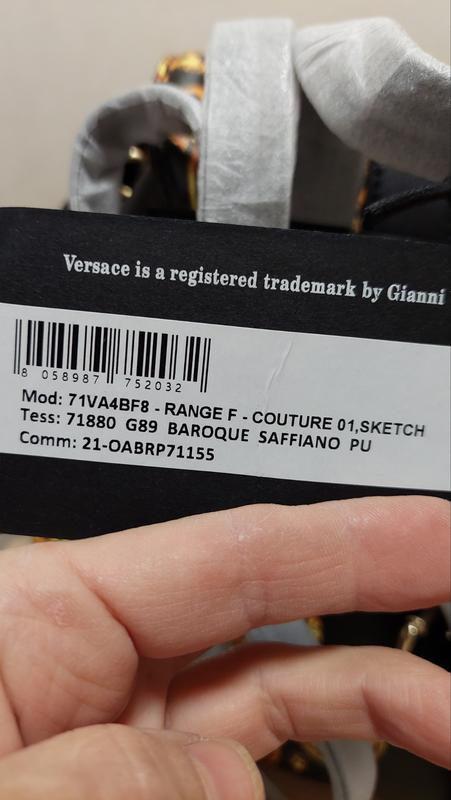 Versace is a registered trademark by Gianni
8 058987 752032
Mod: 71VA4BF8 - RANGE F - COUTURE 01,SKETCH
Tess: 71880 G89 BAROQUE SAFFIANO PU
Comm: 21-OABRP71155